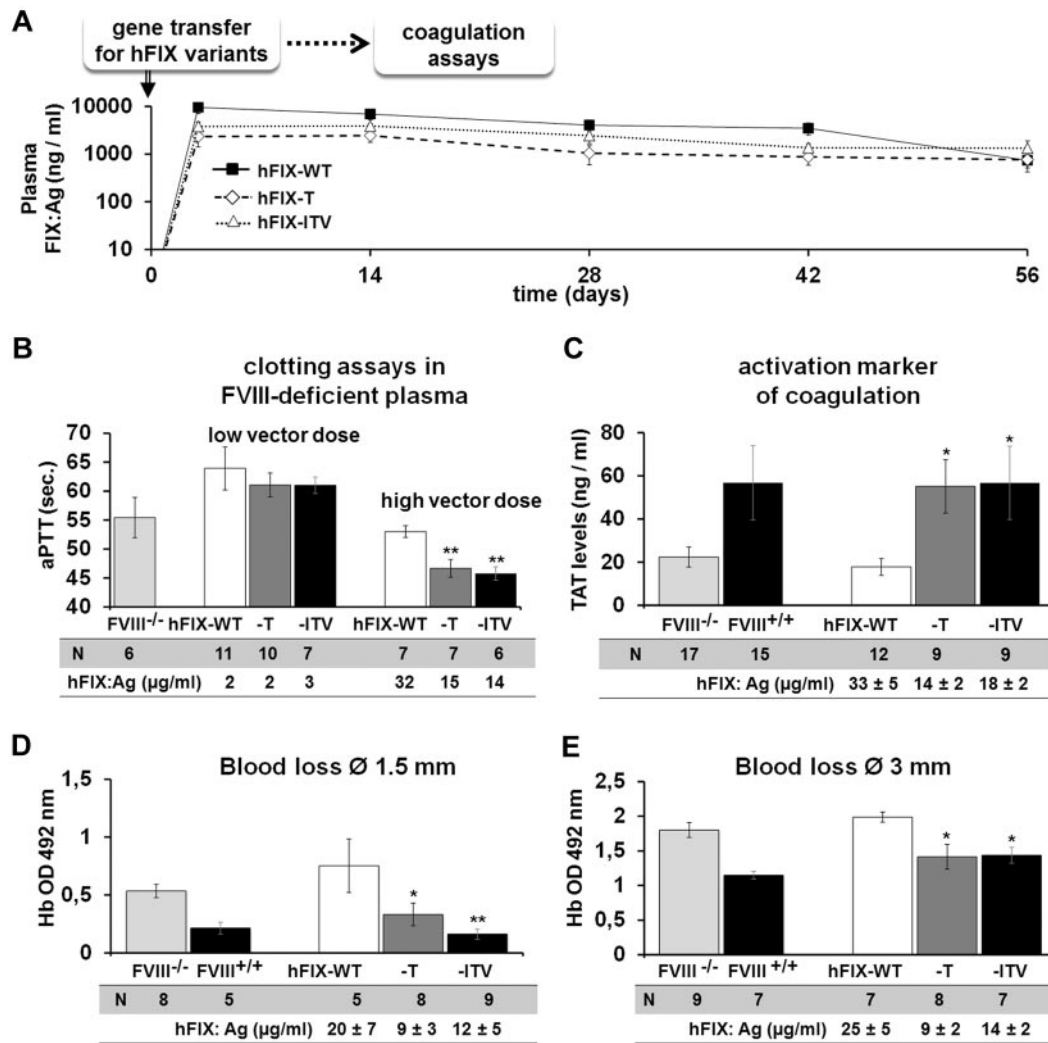 A
gene transfer
for hFIX variants
coagulation
assays
Plasma
FIX:Ag (ng / ml)
10000
1000
100
10
hFIX-WT
hFIX-T
hFIX-ITV
0 14 28 42 56
time (days)
B
clotting assays in
FVIII-deficient plasma
aPTT (sec.)
70
65
60
55
50
45
40
low vector dose
high vector dose
** **
FVIII-/- hFIX-WT -T -ITV hFIX-WT -T -ITV
N 6 11 10 7 7 7 6
hFIX:Ag (µg/ml) 2 2 3 32 15 14
C
activation marker
of coagulation
TAT levels (ng / ml)
80
60
40
20
0
* *
FVIII-/- FVIII+/+ hFIX-WT -T -ITV
N 17 15 12 9 9
hFIX: Ag (µg/ml) 33 ± 5 14 ± 2 18 ± 2
D
Blood loss Ø 1.5 mm
Hb OD 492 nm
1,5
1
0,5
0
* **
FVIII-/- FVIII+/+ hFIX-WT -T -ITV
N 8 5 5 8 9
hFIX: Ag (µg/ml) 20 ± 7 9 ± 3 12 ± 5
E
Blood loss Ø 3 mm
Hb OD 492 nm
2,5
2
1,5
1
0,5
0
* *
FVIII -/- FVIII +/+ hFIX-WT -T -ITV
N 9 7 7 8 7
hFIX: Ag (µg/ml) 25 ± 5 9 ± 2 14 ± 2